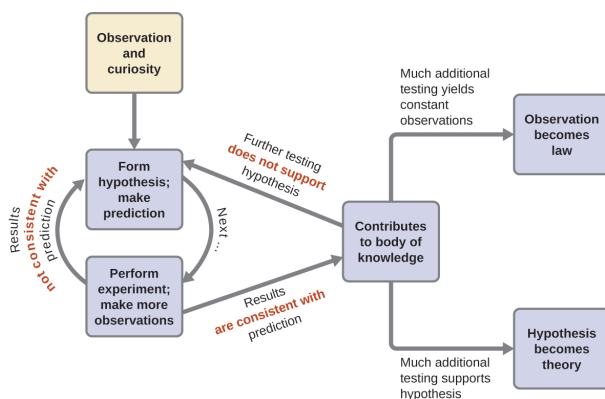 Observation
and
curiosity
Form
hypothesis;
make
prediction
Results
not consistent with
prediction
Next ...
Perform
experiment;
make more
observations
Further testing
does not support
hypothesis
Results
are consistent with
prediction
Contributes
to body of
knowledge
Much additional
testing yields
constant
observations
Observation
becomes
law
Much additional
testing supports
hypothesis
Hypothesis
becomes
theory